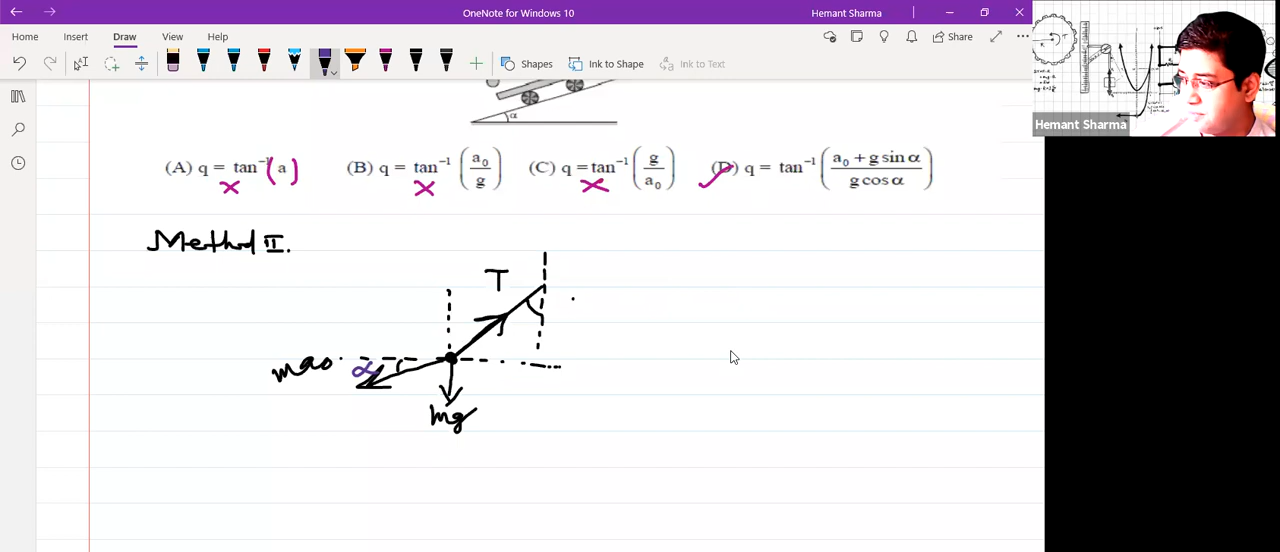 OneNote for Windows 10
Hemant Sharma
Home Insert Draw View Help
Share
Shapes Ink to Shape Ink to Text
Hemant Sharma
α
(A) q = tan⁻¹(a) (B) q = tan⁻¹ (a₀/g) (C) q = tan⁻¹ (g/a₀) (D) q = tan⁻¹ ((a₀ + g sin α)/(g cos α))
Method II.
T
ma₀
α
mg